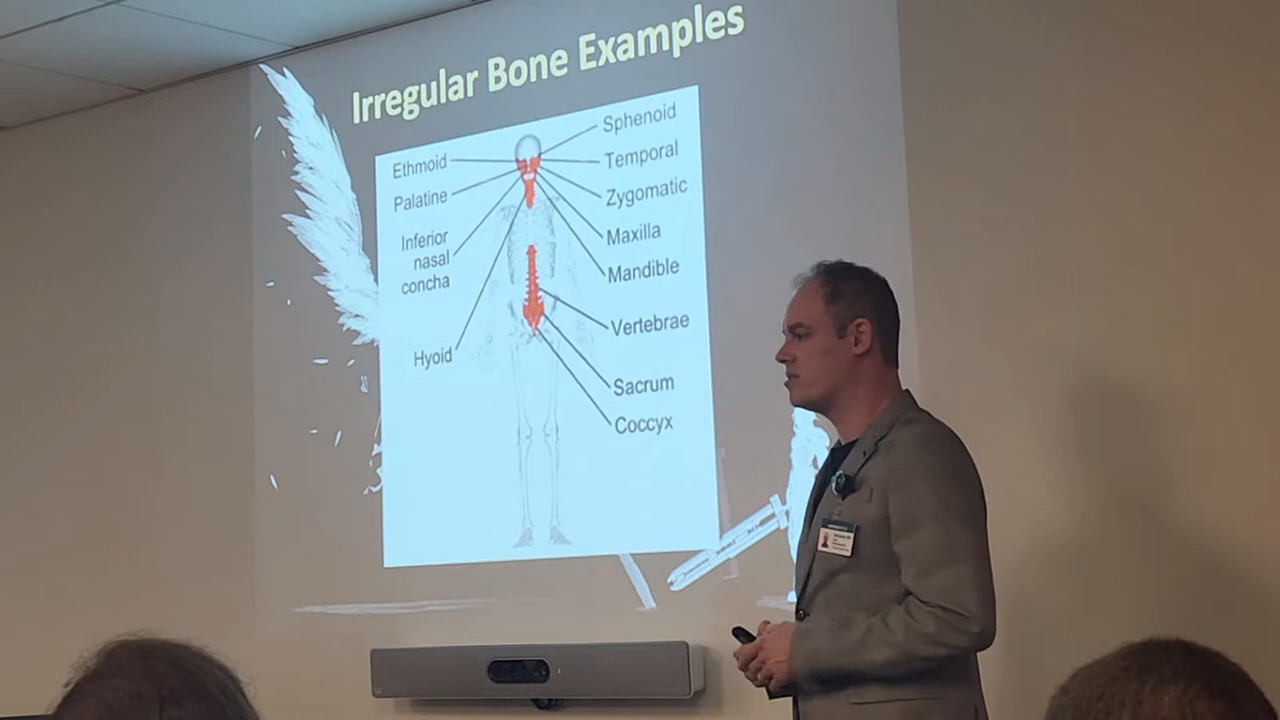 Irregular Bone Examples
Sphenoid
Ethmoid
Temporal
Palatine
Zygomatic
Inferior
nasal
concha
Maxilla
Mandible
Vertebrae
Hyoid
Sacrum
Coccyx